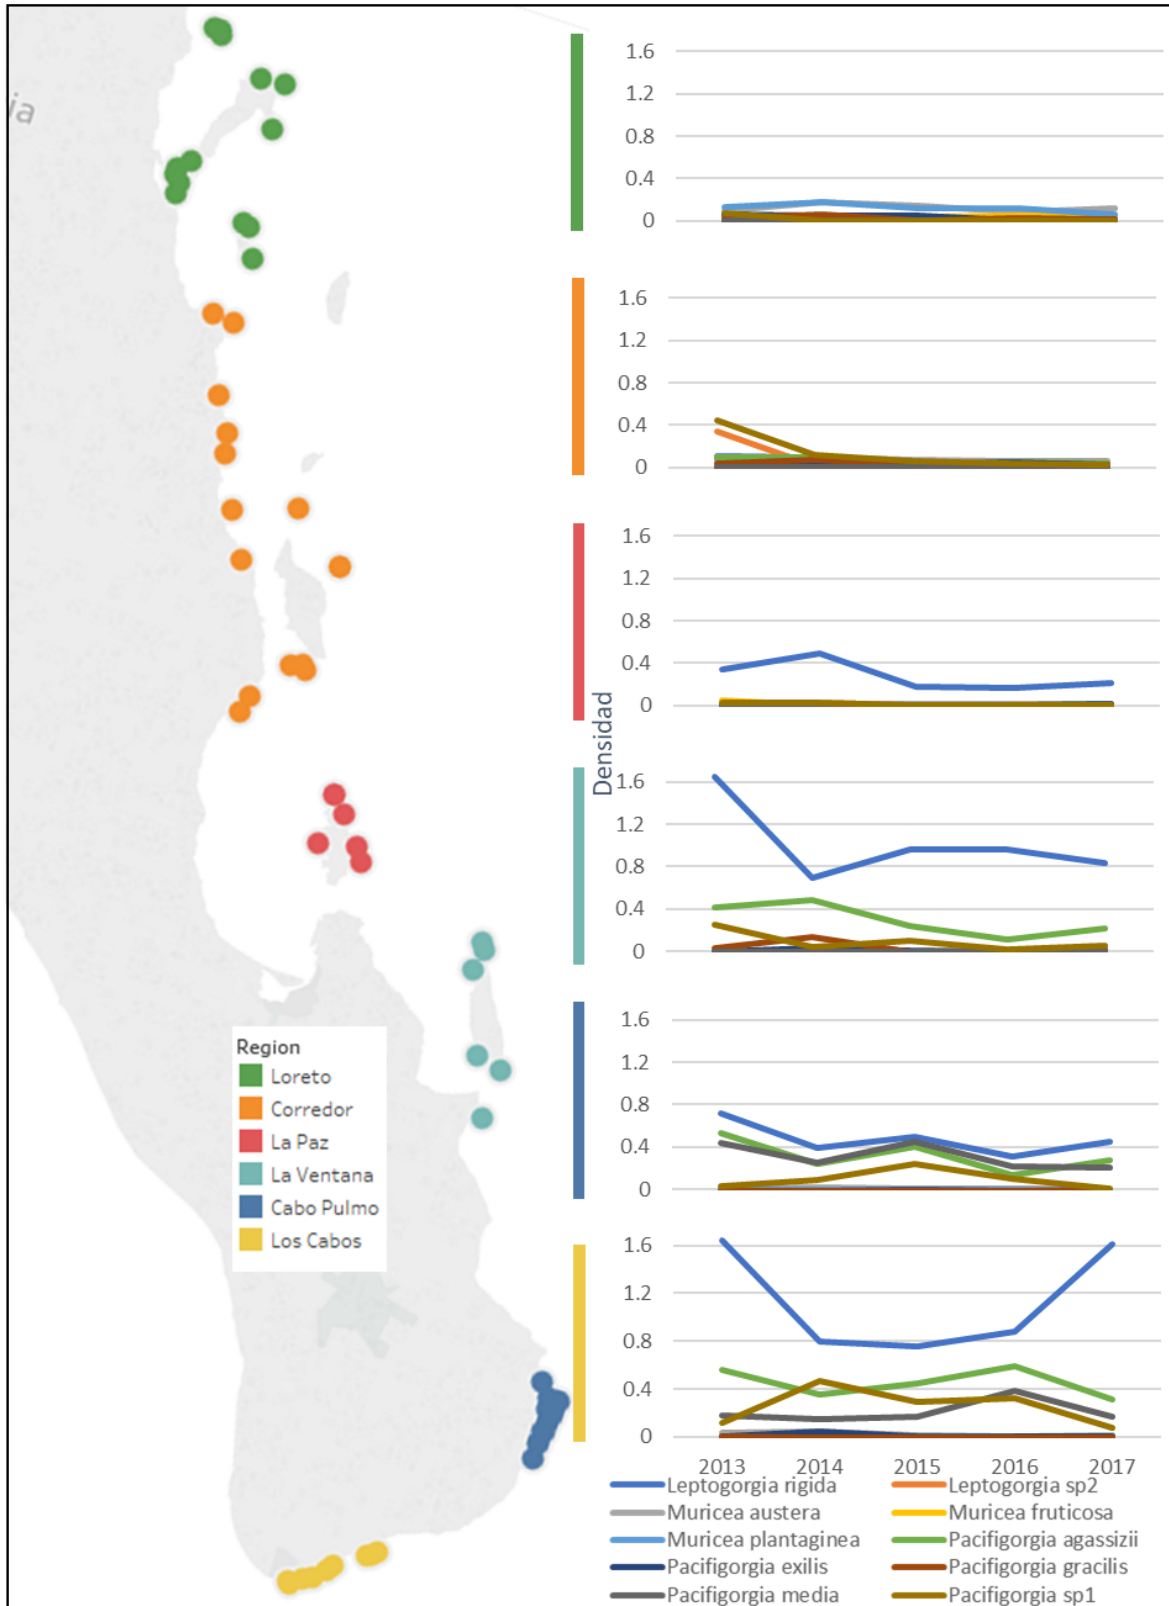 ia
1.6
1.2
0.8
0.4
0
1.6
1.2
0.8
0.4
0
1.6
1.2
0.8
0.4
0
Densidad
1.6
1.2
0.8
0.4
0
1.6
1.2
0.8
0.4
0
1.6
1.2
0.8
0.4
0
Region
Loreto
Corredor
La Paz
La Ventana
Cabo Pulmo
Los Cabos
2013 2014 2015 2016 2017
Leptogorgia rigida Leptogorgia sp2
Muricea austera Muricea fruticosa
Muricea plantaginea Pacifigorgia agassizii
Pacifigorgia exilis Pacifigorgia gracilis
Pacifigorgia media Pacifigorgia sp1